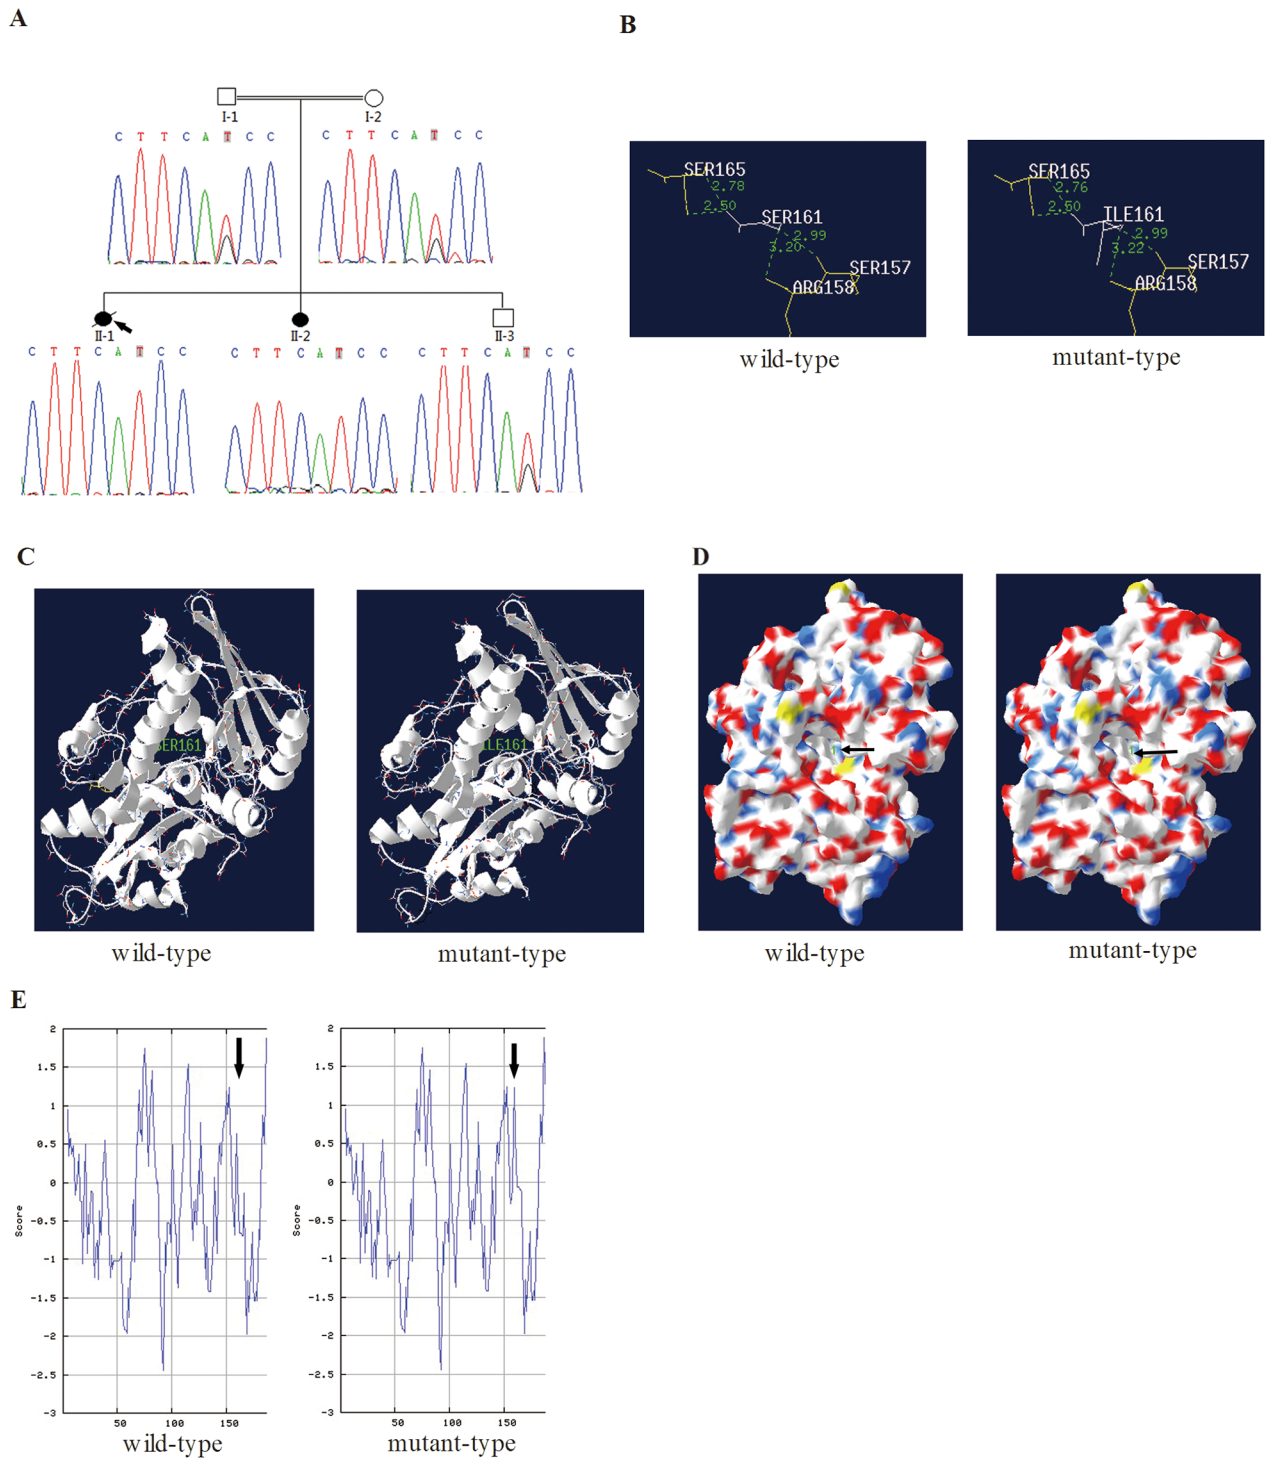 A
B
I-1
I-2
C T T C A T C C
C T T C A T C C
II-1
II-2
II-3
C T T C A T C C
C T T C A T C C
C T T C A T C C
SER165
2.78
2.50
SER161
2.99
3.20
SER157
ARG158
wild-type
SER165
2.76
2.50
ILE161
2.99
3.22
SER157
ARG158
mutant-type
C
D
SER161
ILE161
wild-type
mutant-type
wild-type
mutant-type
E
2
1.5
1
0.5
0
-0.5
-1
-1.5
-2
-2.5
-3
Score
50 100 150
wild-type
2
1.5
1
0.5
0
-0.5
-1
-1.5
-2
-2.5
-3
Score
50 100 150
mutant-type